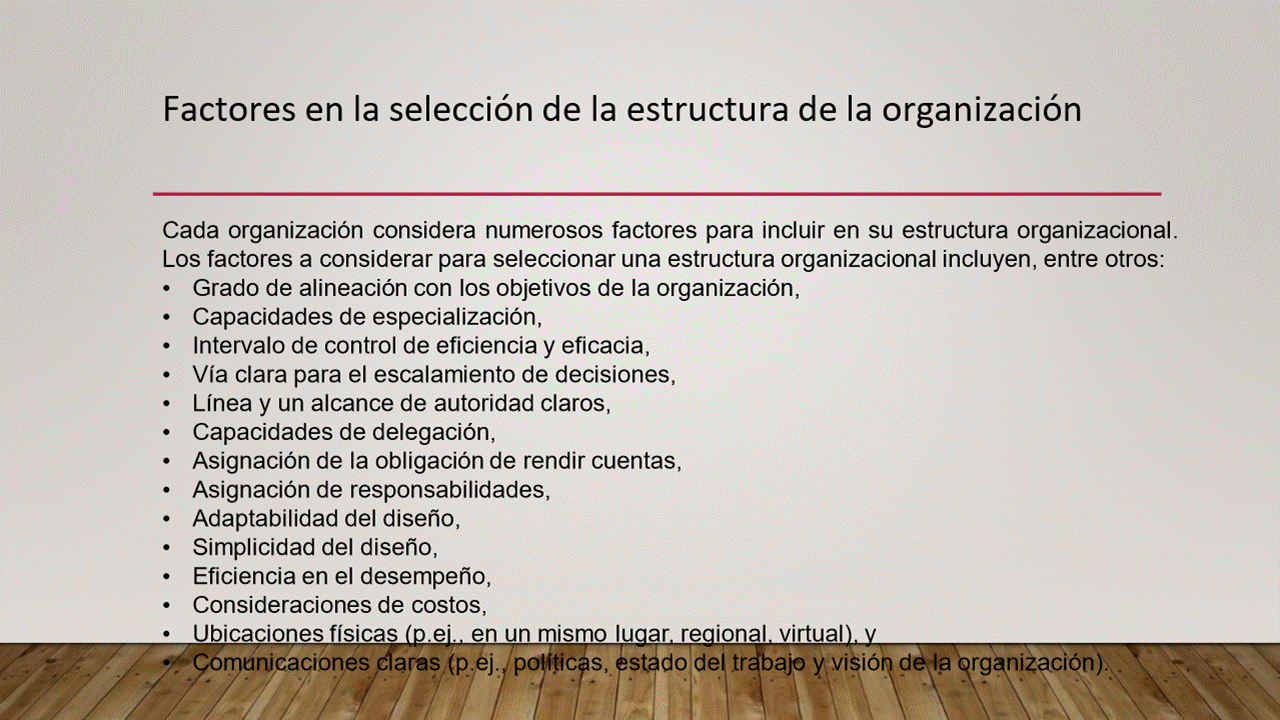 Factores en la selección de la estructura de la organización
Cada organización considera numerosos factores para incluir en su estructura organizacional.
Los factores a considerar para seleccionar una estructura organizacional incluyen, entre otros:
• Grado de alineación con los objetivos de la organización,
• Capacidades de especialización,
• Intervalo de control de eficiencia y eficacia,
• Vía clara para el escalamiento de decisiones,
• Línea y un alcance de autoridad claros,
• Capacidades de delegación,
• Asignación de la obligación de rendir cuentas,
• Asignación de responsabilidades,
• Adaptabilidad del diseño,
• Simplicidad del diseño,
• Eficiencia en el desempeño,
• Consideraciones de costos,
• Ubicaciones físicas (p.ej., en un mismo lugar, regional, virtual), y
• Comunicaciones claras (p.ej., políticas, estado del trabajo y visión de la organización).